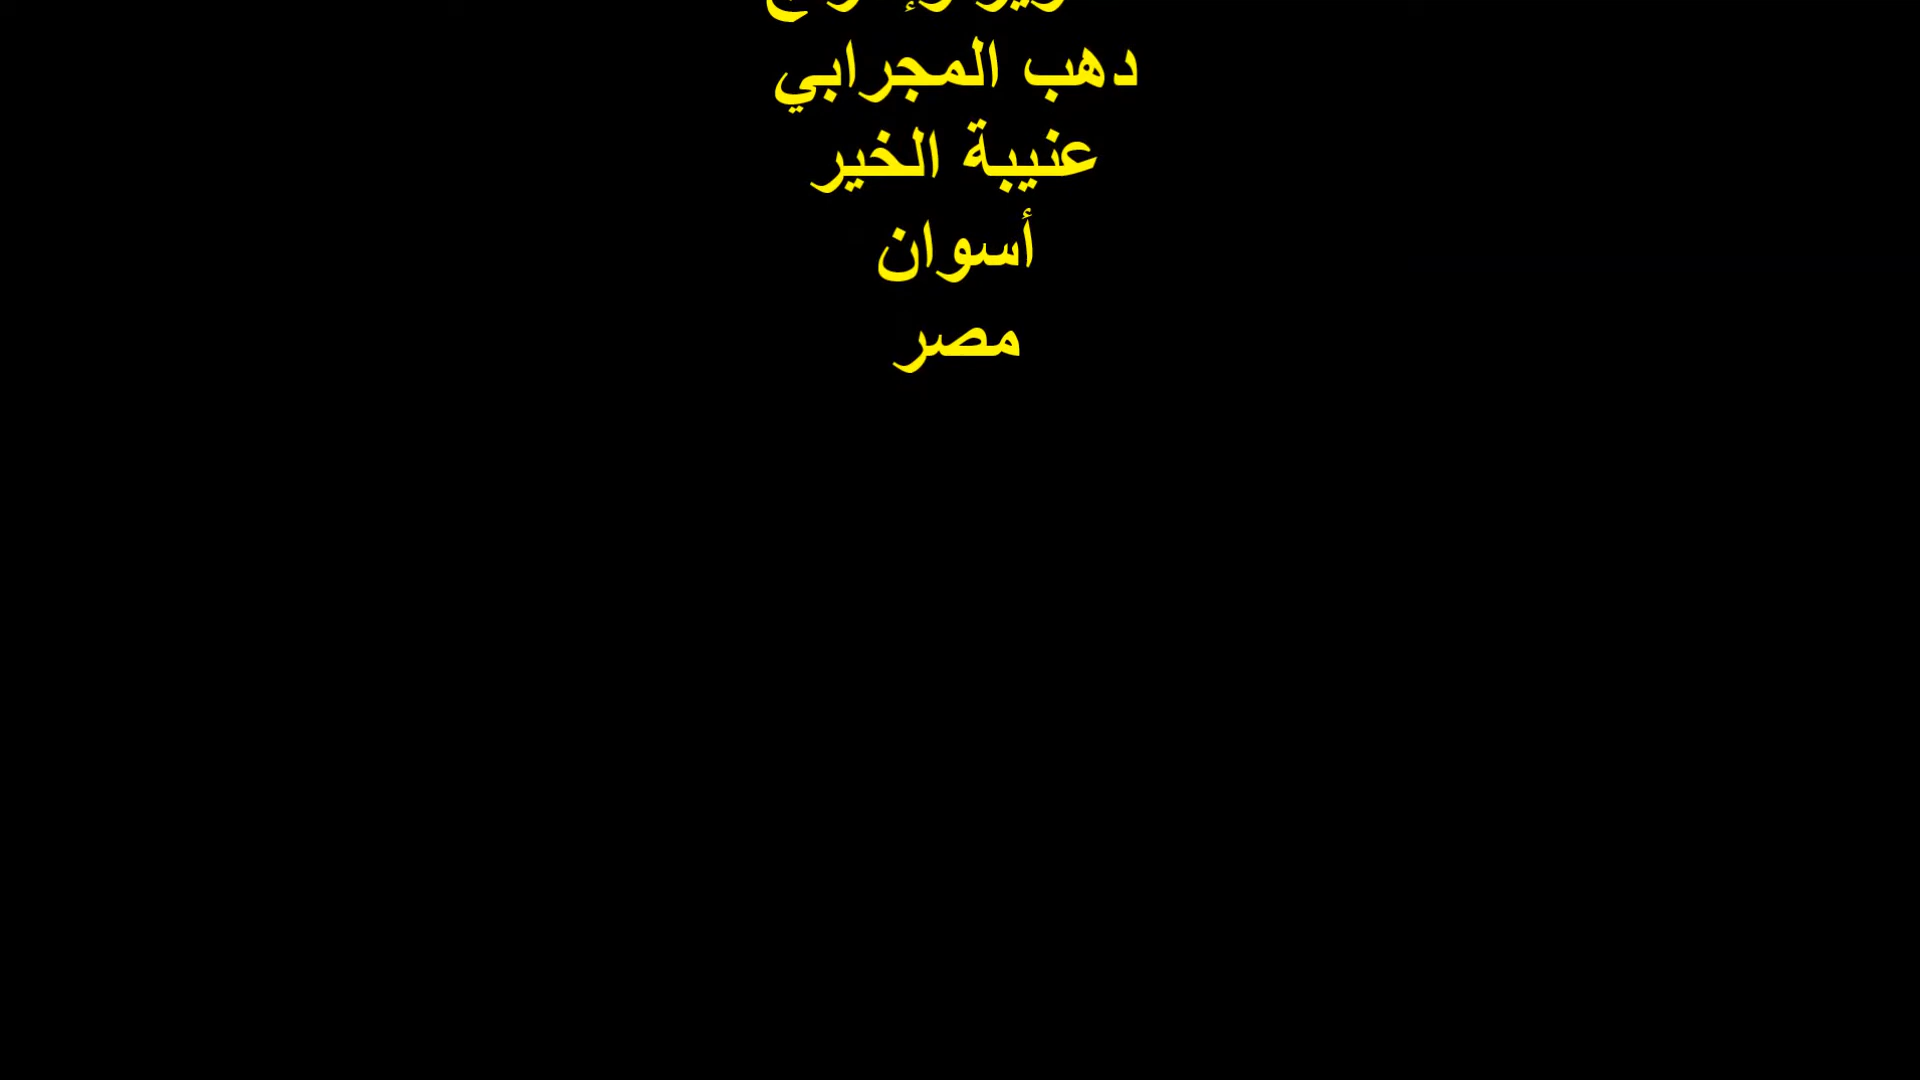 دهب المجرابي
عنيبة الخير
أسوان
مصر